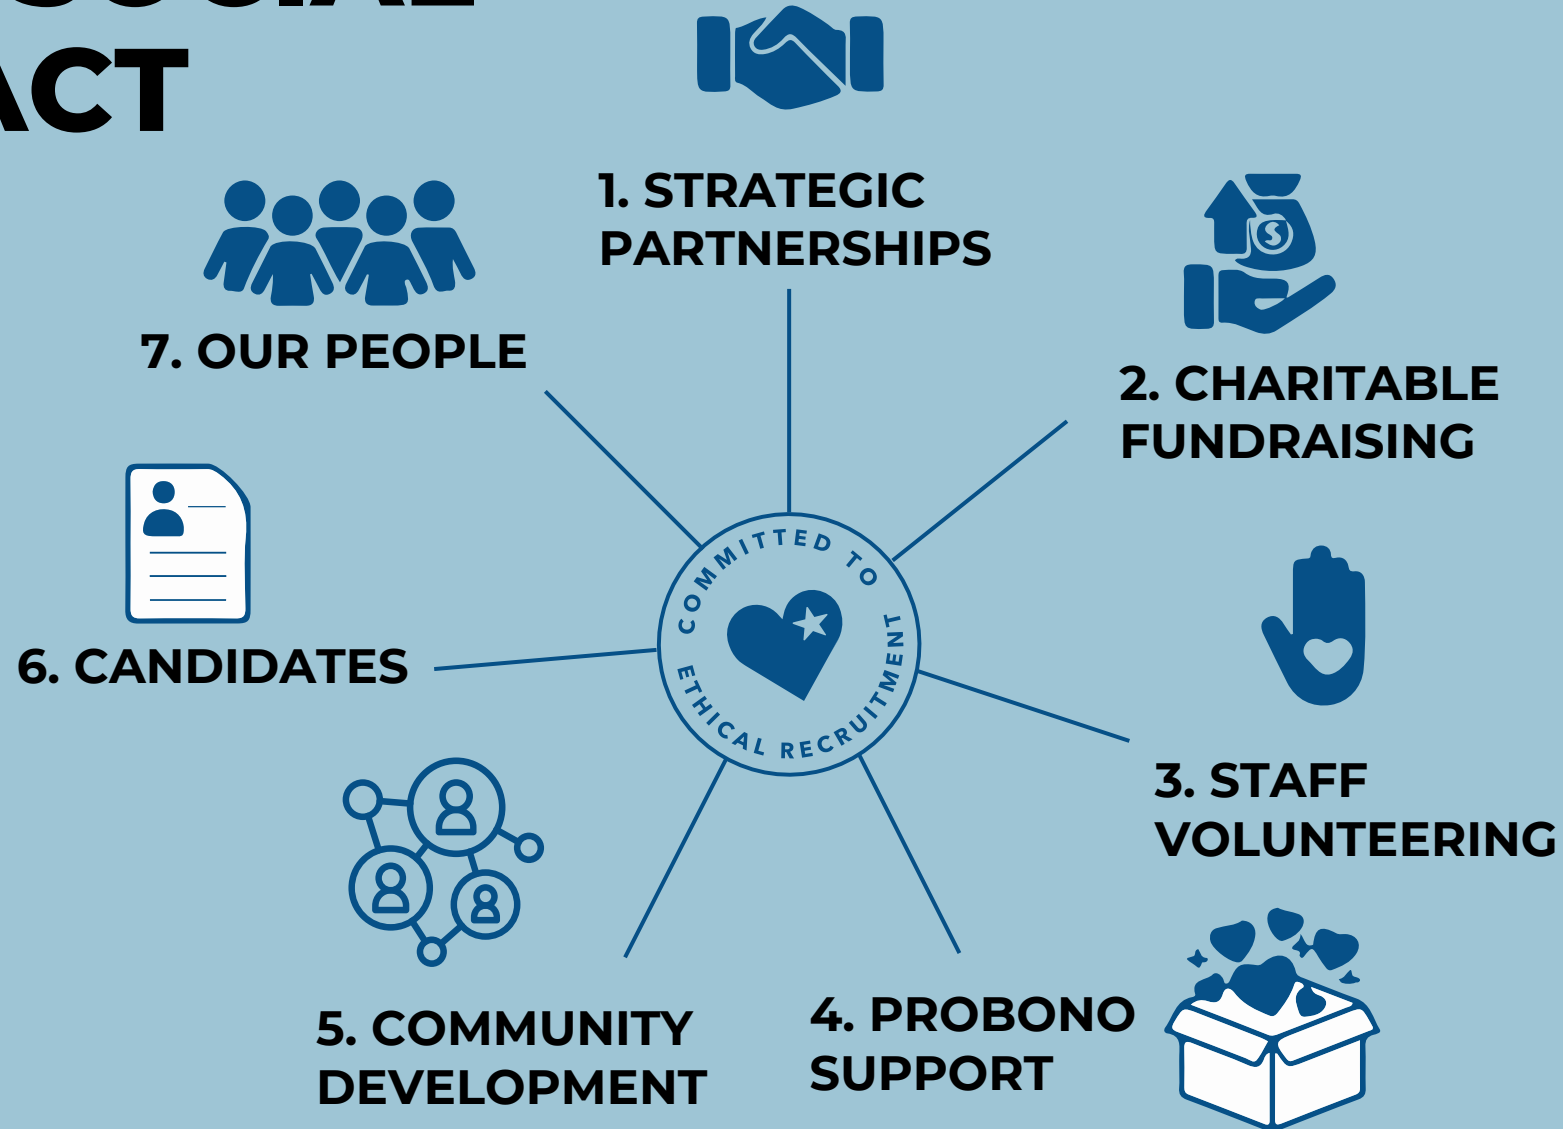 SOCIAL
ACT
1. STRATEGIC
PARTNERSHIPS
2. CHARITABLE
FUNDRAISING
3. STAFF
VOLUNTEERING
4. PROBONO
SUPPORT
5. COMMUNITY
DEVELOPMENT
6. CANDIDATES
7. OUR PEOPLE
COMMITTED TO
ETHICAL RECRUITMENT